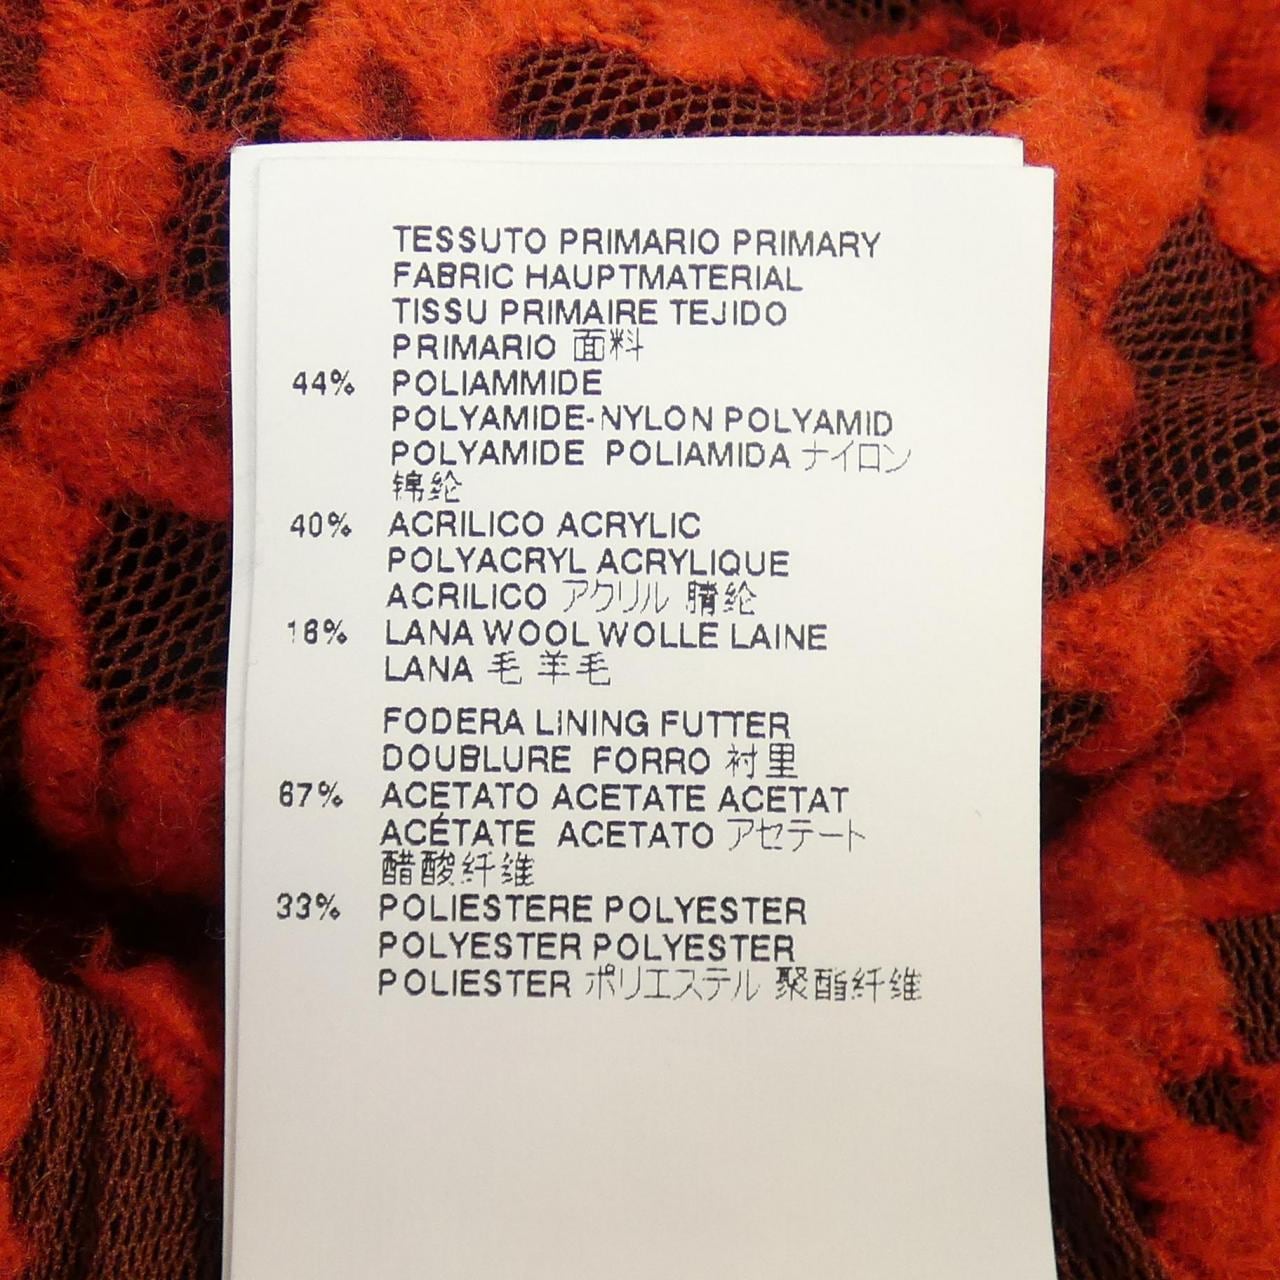 TESSUTO PRIMARIO PRIMARY
FABRIC HAUPTMATERIAL
TISSU PRIMAIRE TEJIDO
PRIMARIO 面料
44% POLIAMMIDE
POLYAMIDE-NYLON POLYAMID
POLYAMIDE POLIAMIDA ナイロン
锦纶
40% ACRILICO ACRYLIC
POLYACRYL ACRYLIQUE
ACRILICO アクリル 腈纶
16% LANA WOOL WOLLE LAINE
LANA 毛 羊毛
FODERA LINING FUTTER
DOUBLURE FORRO 衬里
67% ACETATO ACETATE ACETAT
ACÉTATE ACETATO アセテート
醋酸纤维
33% POLIESTERE POLYESTER
POLYESTER POLYESTER
POLIESTER ポリエステル 聚酯纤维